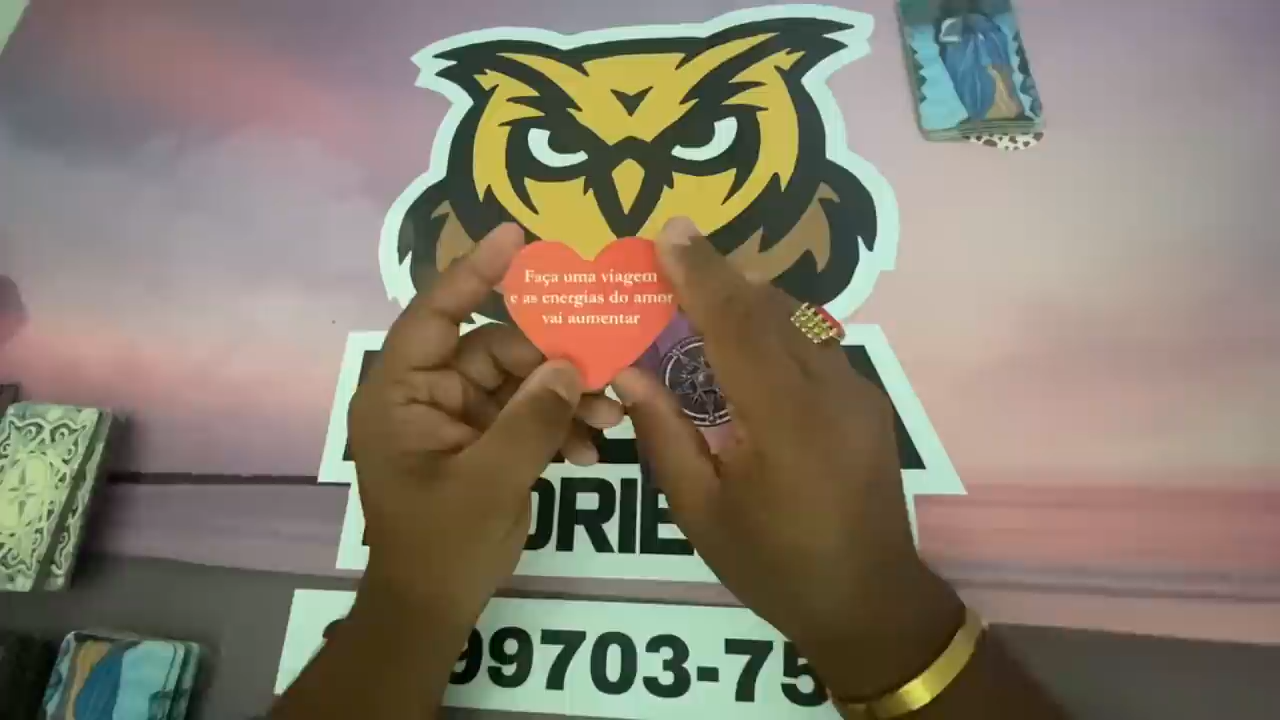 Faça uma viagem
e as energias do amor
vai aumentar
ORIE
99703-75